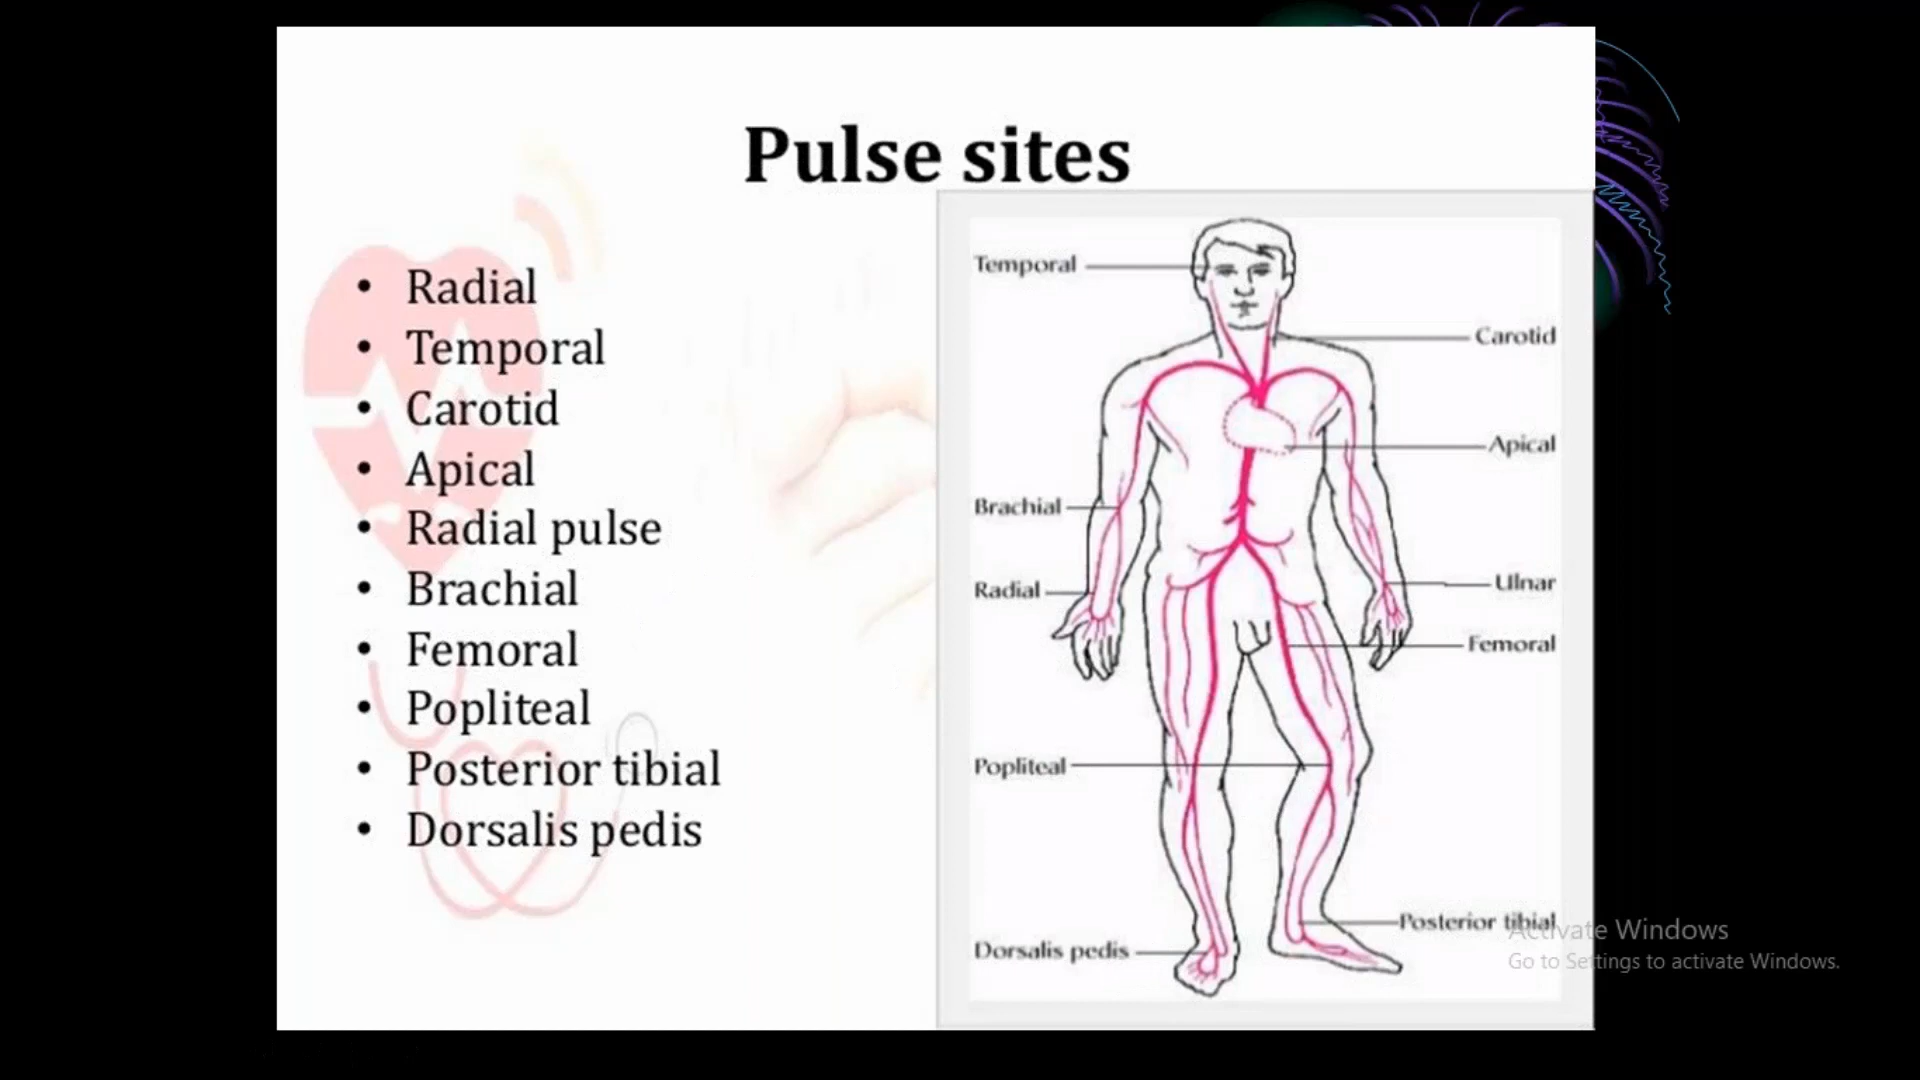 Pulse sites
• Radial
• Temporal
• Carotid
• Apical
• Radial pulse
• Brachial
• Femoral
• Popliteal
• Posterior tibial
• Dorsalis pedis
Temporal
Carotid
Apical
Brachial
Radial
Ulnar
Femoral
Popliteal
Posterior tibial
Dorsalis pedis
Activate Windows
Go to Settings to activate Windows.